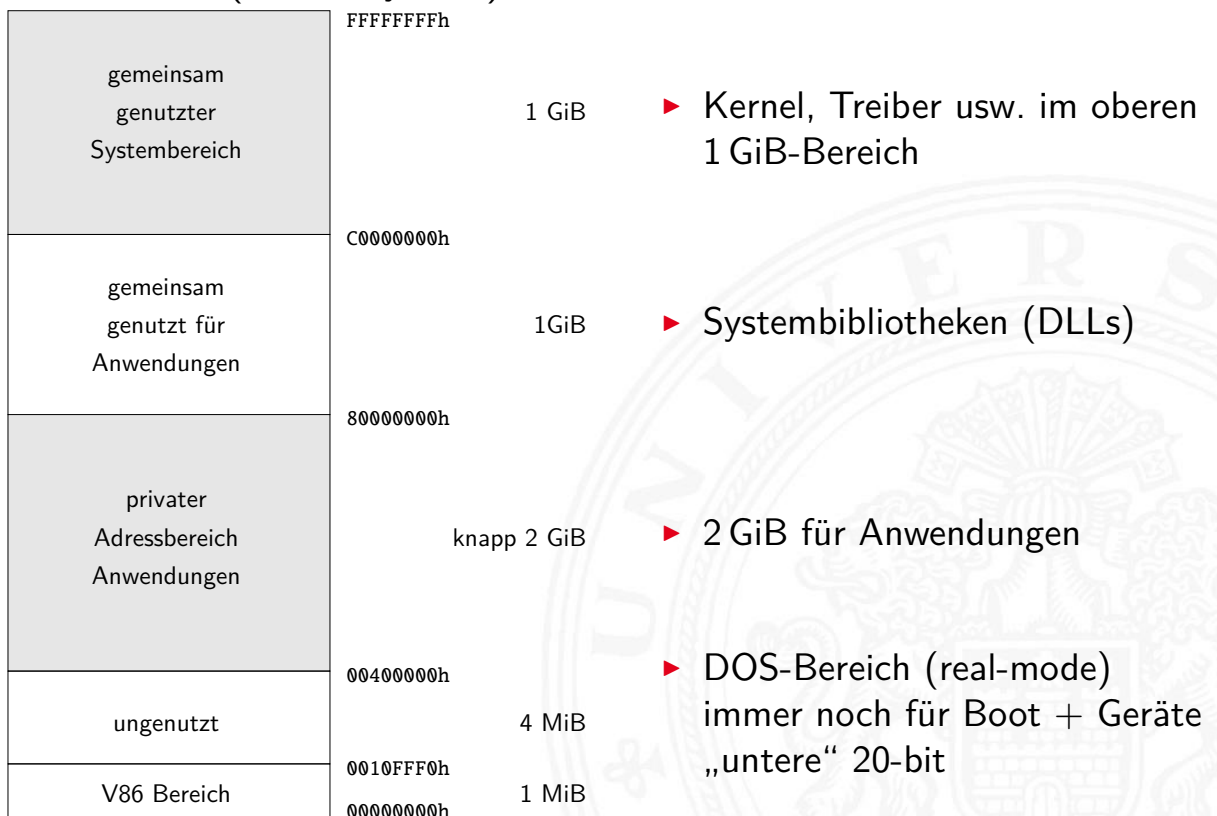 FFFFFFFFh
gemeinsam
genutzter
Systembereich
1 GiB
► Kernel, Treiber usw. im oberen
1 GiB-Bereich
C0000000h
gemeinsam
genutzt für
Anwendungen
1GiB
► Systembibliotheken (DLLs)
80000000h
privater
Adressbereich
Anwendungen
knapp 2 GiB
► 2 GiB für Anwendungen
00400000h
ungenutzt
4 MiB
► DOS-Bereich (real-mode)
immer noch für Boot + Geräte
„untere“ 20-bit
0010FFF0h
V86 Bereich
1 MiB
00000000h
UNIVERS